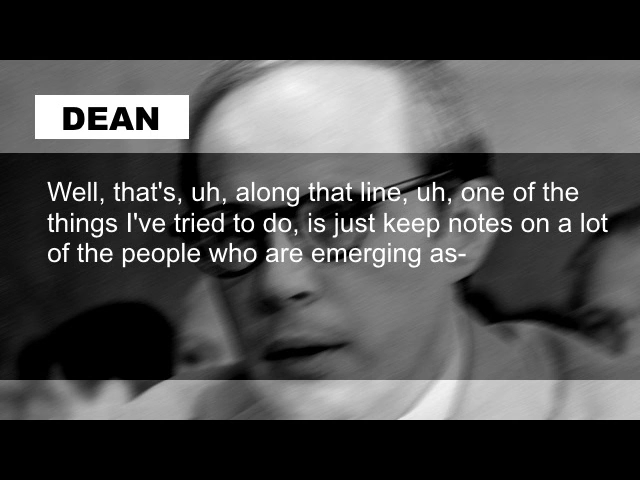 DEAN
Well, that's, uh, along that line, uh, one of the
things I've tried to do, is just keep notes on a lot
of the people who are emerging as-